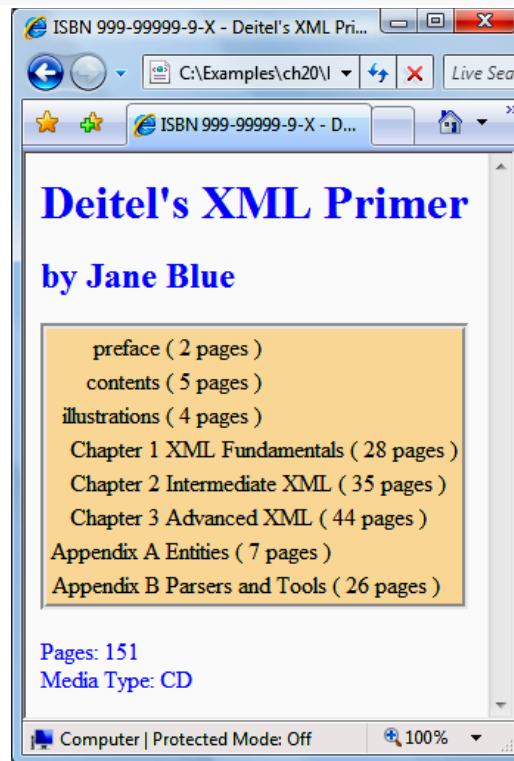 ISBN 999-99999-9-X - Deitel's XML Pri...
C:\Examples\ch20\l
Live Sea
ISBN 999-99999-9-X - D...
Deitel's XML Primer
by Jane Blue
preface ( 2 pages )
contents ( 5 pages )
illustrations ( 4 pages )
Chapter 1 XML Fundamentals ( 28 pages )
Chapter 2 Intermediate XML ( 35 pages )
Chapter 3 Advanced XML ( 44 pages )
Appendix A Entities ( 7 pages )
Appendix B Parsers and Tools ( 26 pages )
Pages: 151
Media Type: CD
Computer | Protected Mode: Off
100%